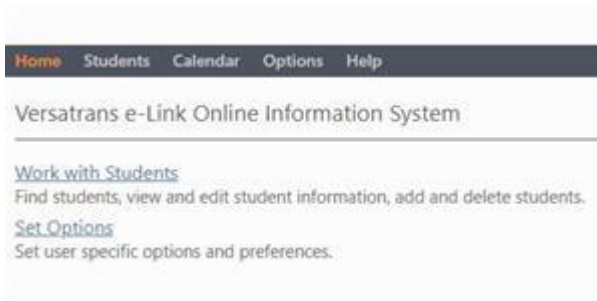 Home Students Calendar Options Help
Versatrans e-Link Online Information System
Work with Students
Find students, view and edit student information, add and delete students.
Set Options
Set user specific options and preferences.